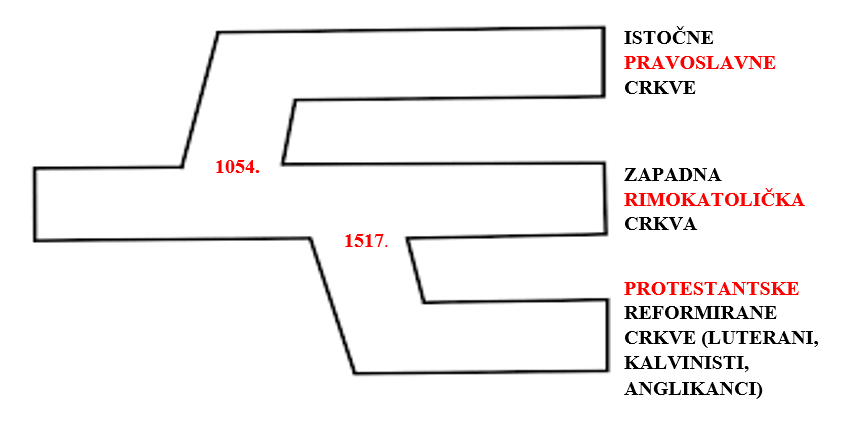 ISTOČNE
PRAVOSLAVNE
CRKVE
1054.
ZAPADNA
RIMOKATOLIČKA
CRKVA
1517.
PROTESTANTSKE
REFORMIRANE
CRKVE (LUTERANI,
KALVINISTI,
ANGLIKANCI)